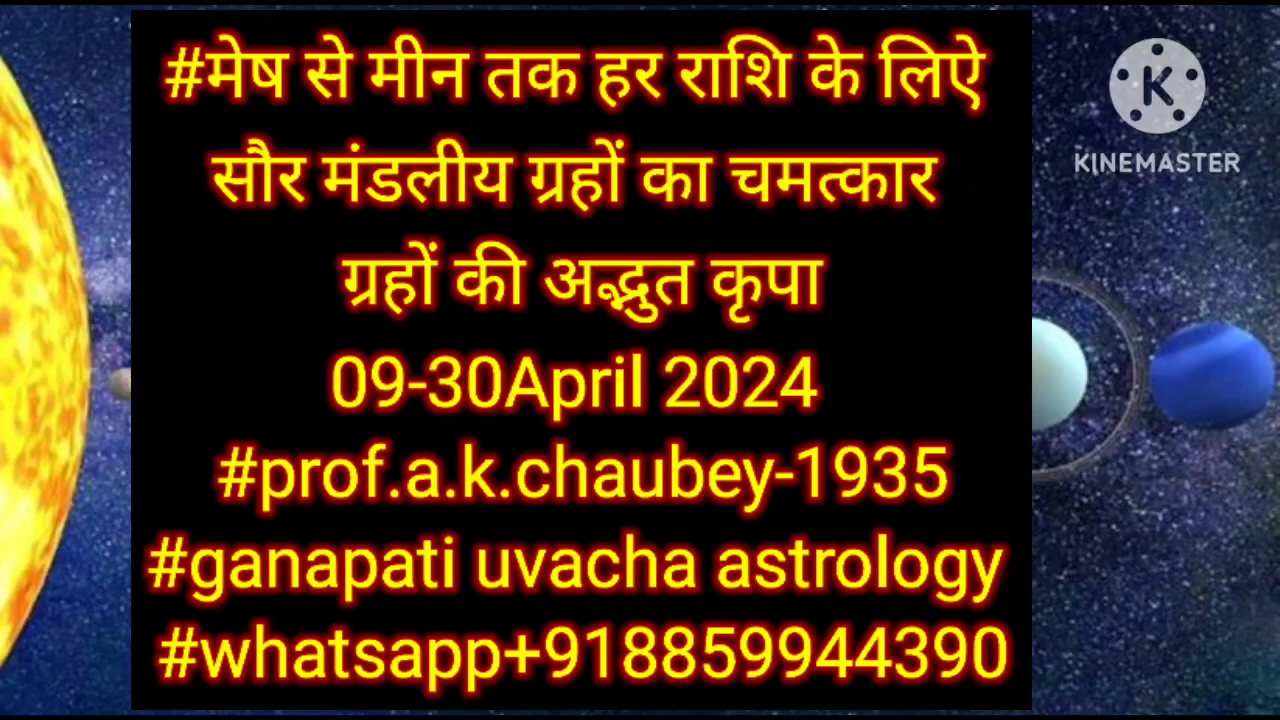 #मेष से मीन तक हर राशि के लिऐ
सौर मंडलीय ग्रहों का चमत्कार
ग्रहों की अद्भुत कृपा
09-30April 2024
#prof.a.k.chaubey-1935
#ganapati uvacha astrology
#whatsapp+918859944390
K
KINEMASTER